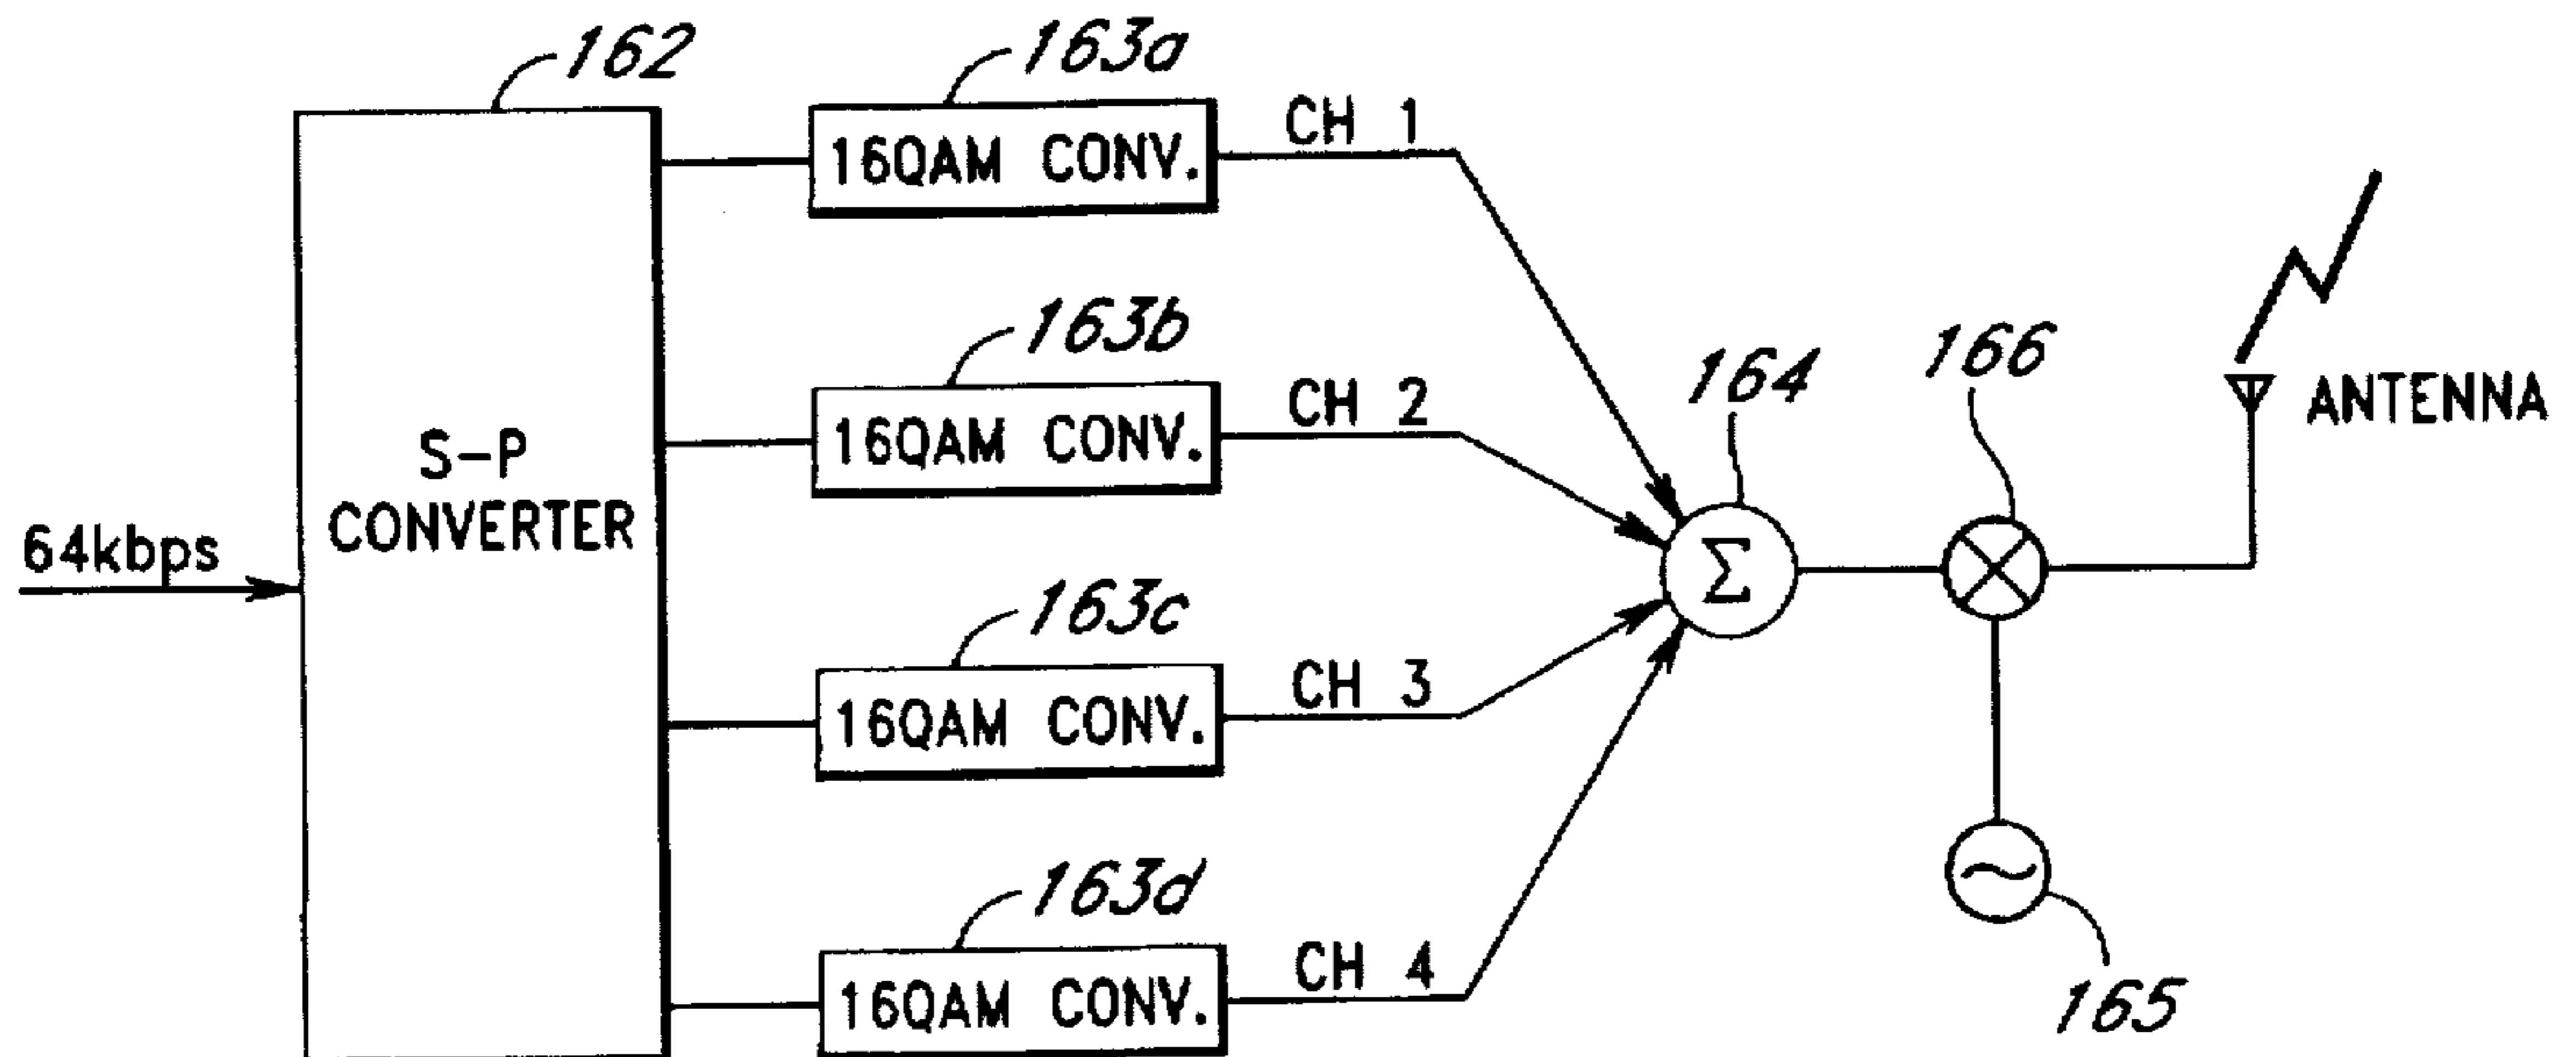 162
163a
16QAM CONV.
CH 1
163b
16QAM CONV.
CH 2
164
166
ANTENNA
S-P
CONVERTER
64kbps
Σ
163c
16QAM CONV.
CH 3
163d
16QAM CONV.
CH 4
165